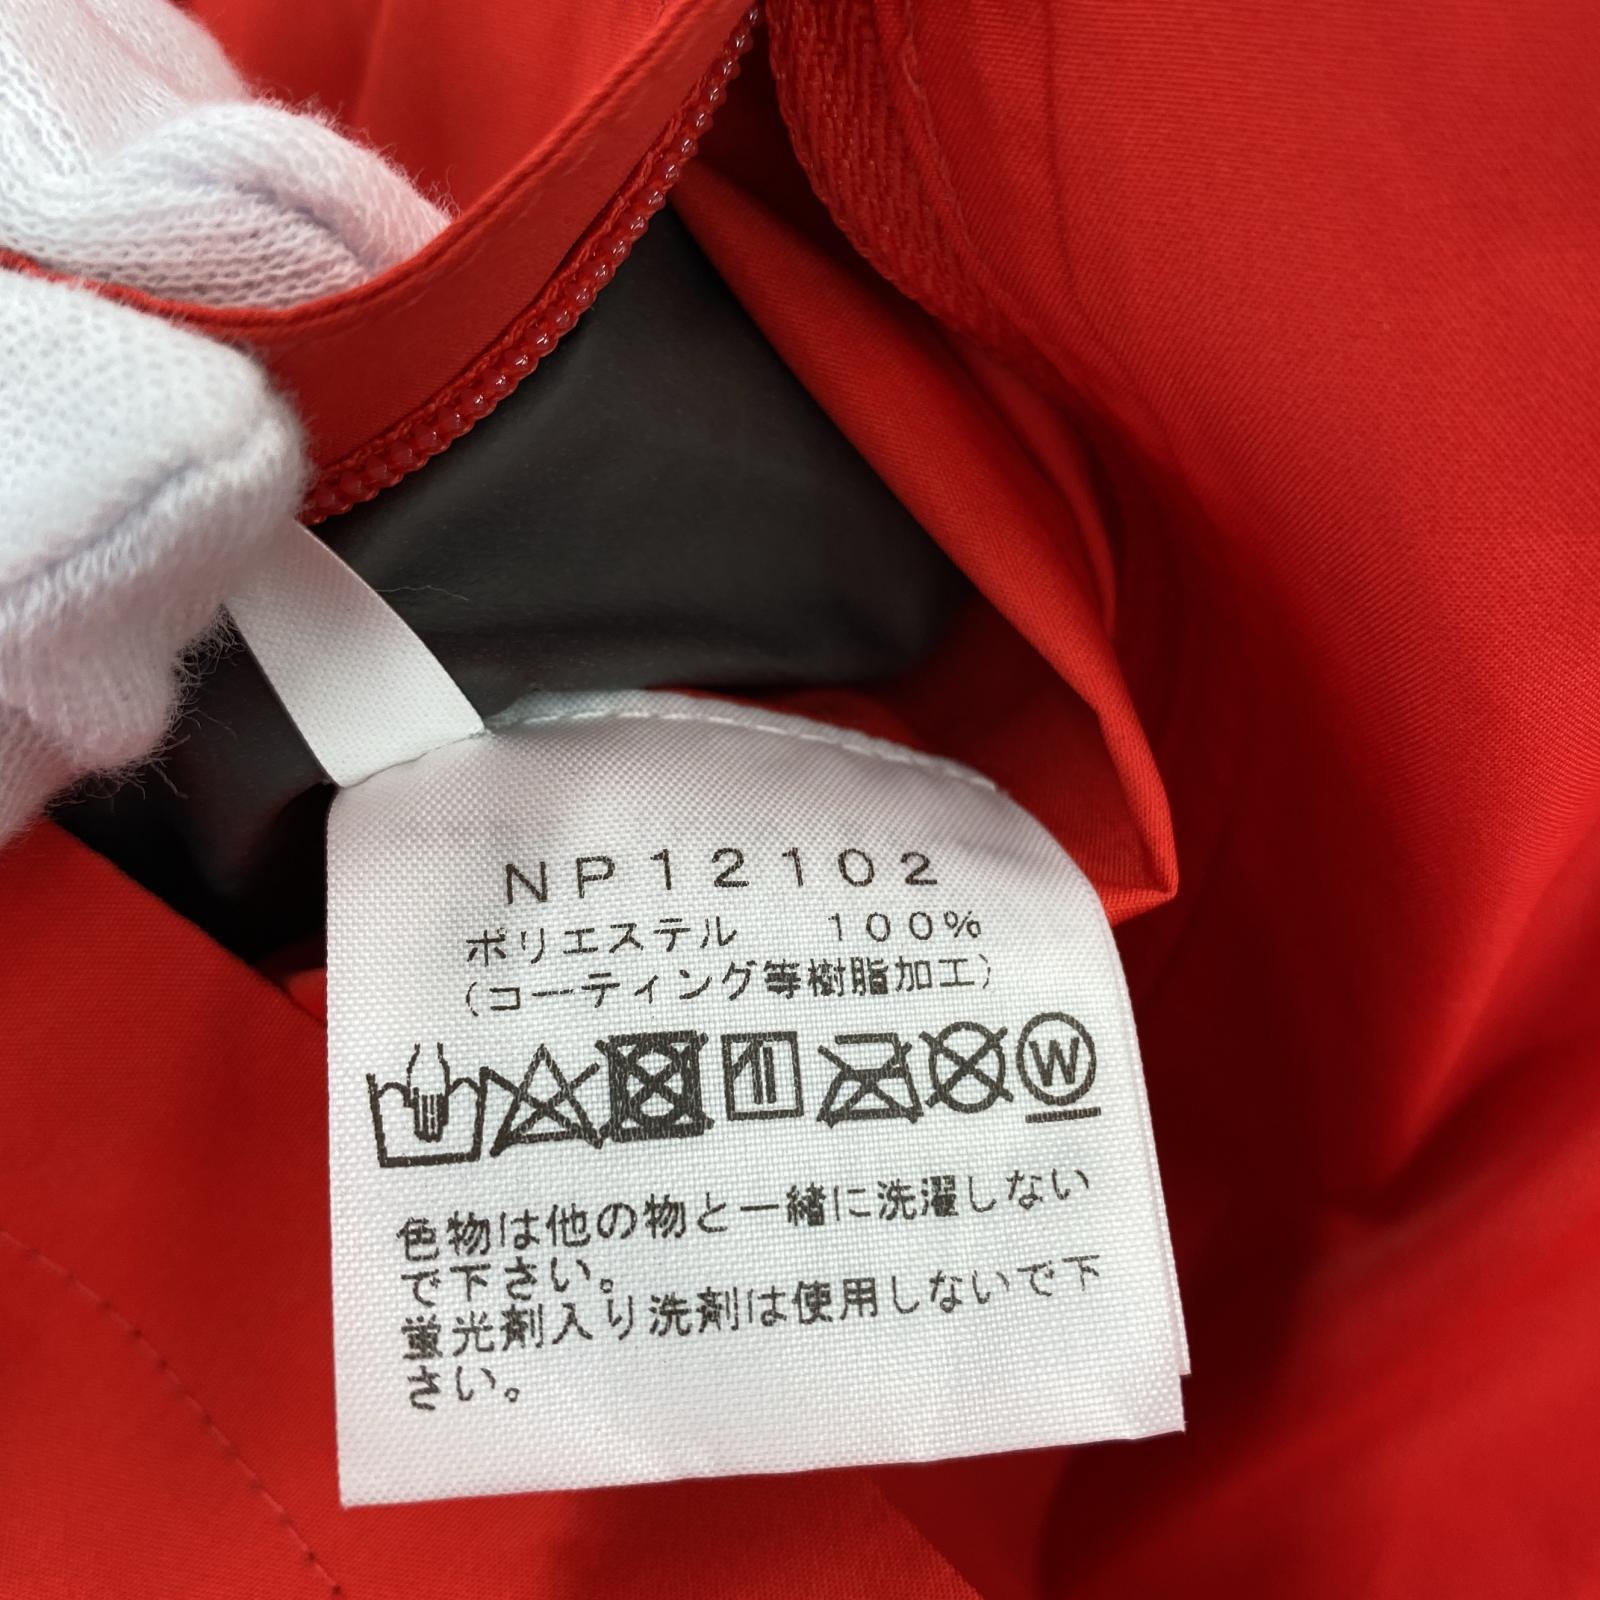 NP12102
ポリエステル 100%
(コーティング等樹脂加工)
W
色物は他の物と一緒に洗濯しない
で下さい。
蛍光剤入り洗剤は使用しないで下
さい。